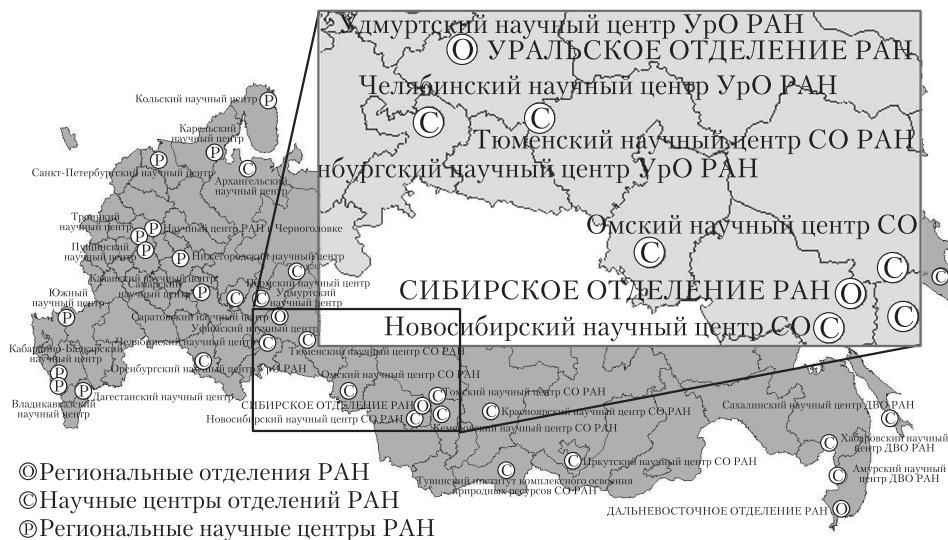 Удмуртский научный центр УрО РАН
О УРАЛЬСКОЕ ОТДЕЛЕНИЕ РАН
Челябинский научный центр УрО РАН
С
С
Тюменский научный центр СО РАН
нбургский научный центр УрО РАН
Омский научный центр СО
С
С
СИБИРСКОЕ ОТДЕЛЕНИЕ РАН О
С
Новосибирский научный центр СО С
Кольский научный центр Р
Карельский
научный центр
Р
Р
Санкт-Петербургский научный центр
С
Архангельский
научный центр
Троицкий
научный центр
Р
Р
Научный центр РАН в Черноголовке
Пущинский
научный центр
Р
Р
Нижегородский научный центр
С
Пермский научный центр
Казанский научный центр
Самарский
научный центр
Р
С
С
Удмуртский
научный центр
Южный
научный центр
Р
Саратовский научный центр
О
Уфимский научный центр
Челябинский научный центр
С
С
Тюменский научный центр СО РАН
Кабардино-Балкарский
научный центр
Оренбургский научный центр УрО РАН
С
Р
Р
Р
Дагестанский научный центр
Владикавказский
научный центр
Омский научный центр СО РАН
С
С
Томский научный центр СО РАН
СИБИРСКОЕ ОТДЕЛЕНИЕ РАН О
С
Красноярский научный центр СО РАН
Новосибирский научный центр СО РАН С
С
Кемеровский научный центр СО РАН
С
Иркутский научный центр СО РАН
С
Тувинский институт комплексного освоения
природных ресурсов СО РАН
Сахалинский научный центр ДВО РАН
С
С
Хабаровский научный
центр ДВО РАН
С
Амурский научный
центр ДВО РАН
ДАЛЬНЕВОСТОЧНОЕ ОТДЕЛЕНИЕ РАН О
С
О Региональные отделения РАН
С Научные центры отделений РАН
Р Региональные научные центры РАН